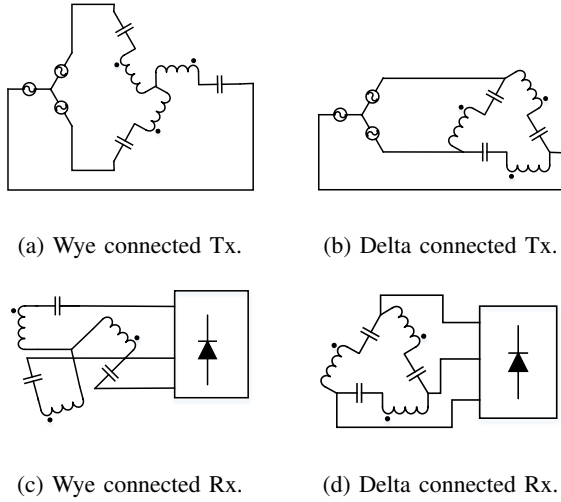 (a) Wye connected Tx.
(b) Delta connected Tx.
(c) Wye connected Rx.
(d) Delta connected Rx.